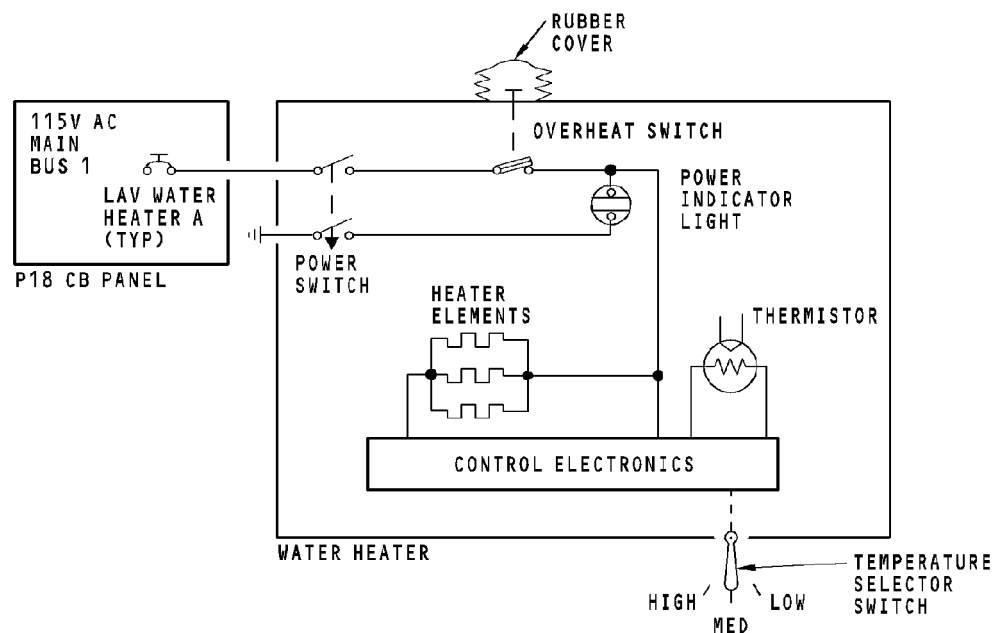 RUBBER
COVER
115V AC
MAIN
BUS 1
LAV WATER
HEATER A
(TYP)
P18 CB PANEL
OVERHEAT SWITCH
POWER
INDICATOR
LIGHT
POWER
SWITCH
HEATER
ELEMENTS
THERMISTOR
CONTROL ELECTRONICS
WATER HEATER
TEMPERATURE
SELECTOR
SWITCH
HIGH
LOW
MED